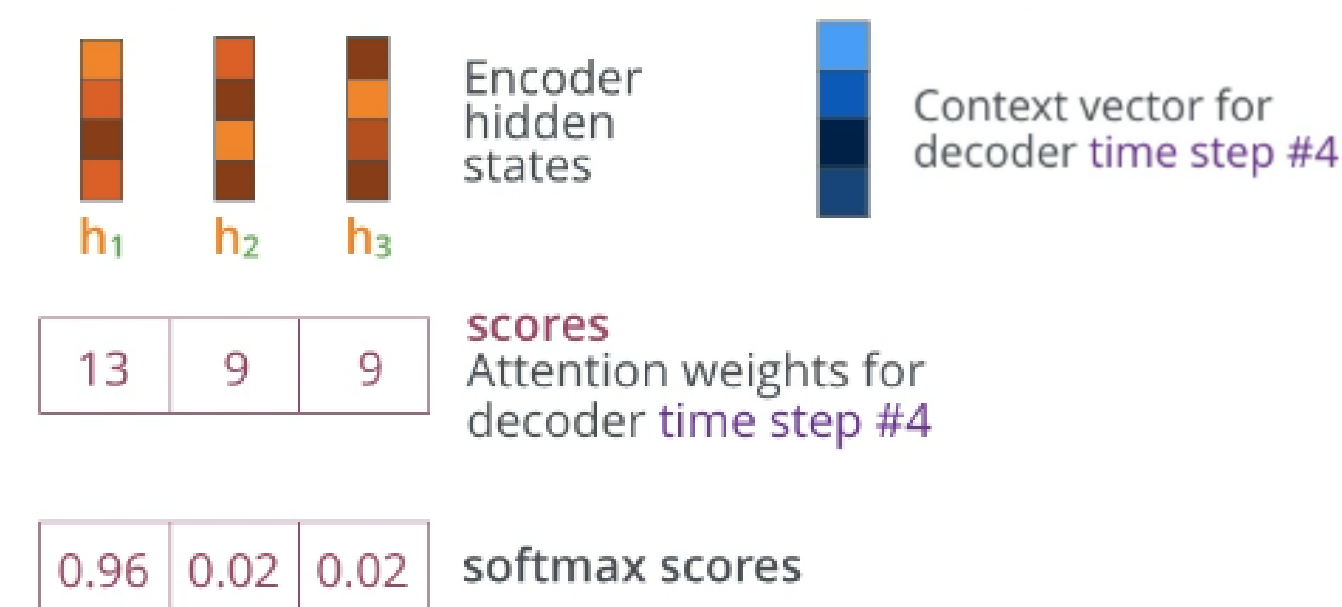 Encoder
hidden
states
h₁ h₂ h₃
Context vector for
decoder time step #4
13 9 9
scores
Attention weights for
decoder time step #4
0.96 0.02 0.02
softmax scores